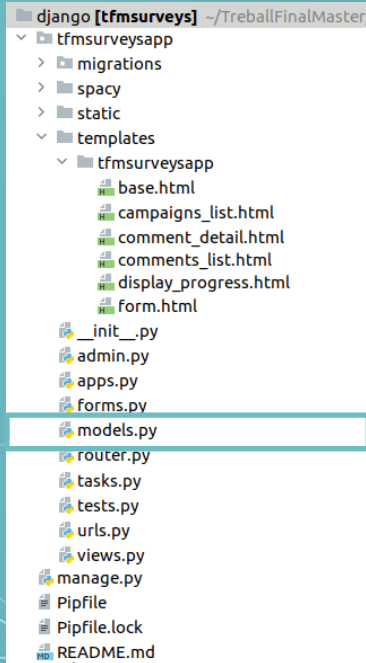 django [tfmsurveys] ~/TreballFinalMaster
tfmsurveysapp
migrations
spacy
static
templates
tfmsurveysapp
base.html
campaigns_list.html
comment_detail.html
comments_list.html
display_progress.html
form.html
__init__.py
admin.py
apps.py
forms.py
models.py
router.py
tasks.py
tests.py
urls.py
views.py
manage.py
Pipfile
Pipfile.lock
MD README.md